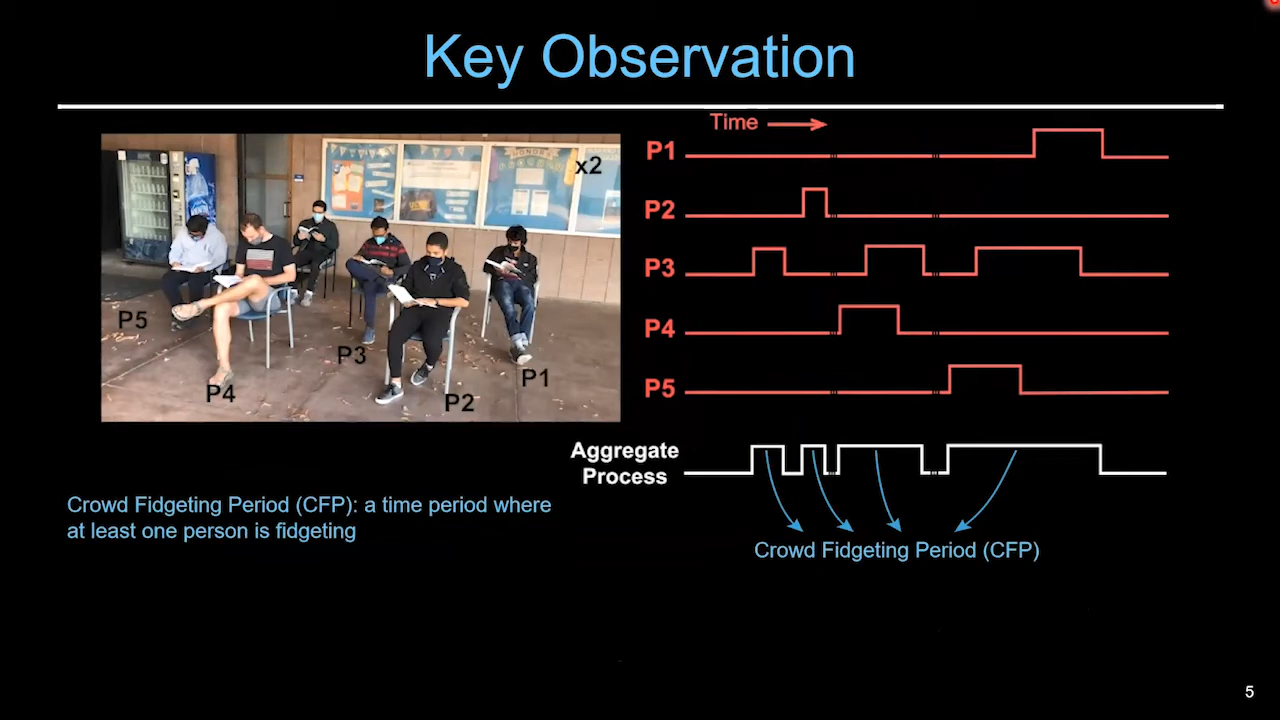 Key Observation
x2
P5
P4
P3
P2
P1
Time
P1
P2
P3
P4
P5
Aggregate
Process
Crowd Fidgeting Period (CFP): a time period where
at least one person is fidgeting
Crowd Fidgeting Period (CFP)
5